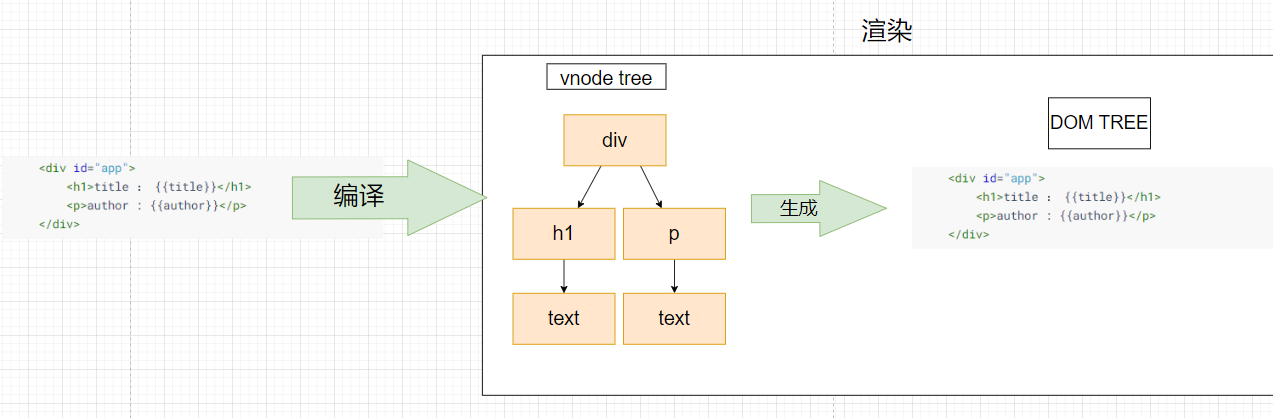 渲染
vnode tree
div
h1
p
text
text
<div id="app">
<h1>title： {{title}}</h1>
<p>author：{{author}}</p>
</div>
编译
生成
DOM TREE
<div id="app">
<h1>title： {{title}}</h1>
<p>author：{{author}}</p>
</div>